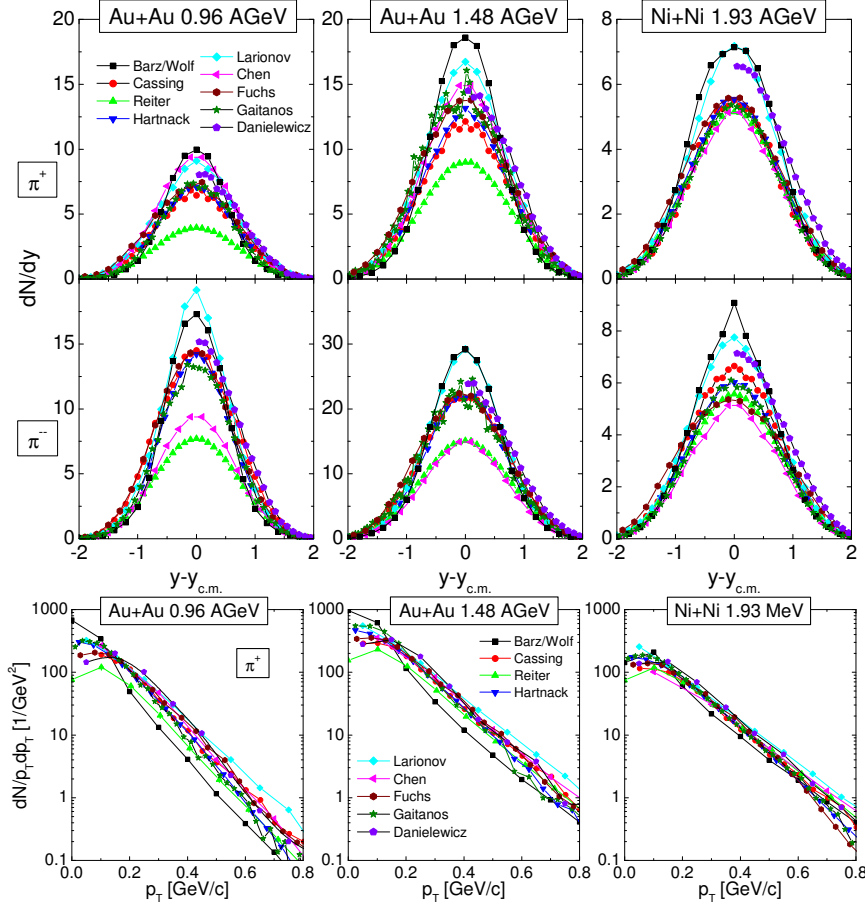 Au+Au 0.96 AGeV
Au+Au 1.48 AGeV
Ni+Ni 1.93 AGeV
20
15
10
5
0
Barz/Wolf
Cassing
Reiter
Hartnack
Larionov
Chen
Fuchs
Gaitanos
Danielewicz
π+
20
15
10
5
0
8
6
4
2
0
dN/dy
15
10
5
0
π--
30
20
10
0
8
6
4
2
0
-2 -1 0 1 2
-2 -1 0 1 2
-2 -1 0 1 2
y-yc.m.
y-yc.m.
y-yc.m.
Au+Au 0.96 AGeV
Au+Au 1.48 AGeV
Ni+Ni 1.93 MeV
1000
100
10
1
0.1
dN/pTdpT [1/GeV2]
π+
Barz/Wolf
Cassing
Reiter
Hartnack
Larionov
Chen
Fuchs
Gaitanos
Danielewicz
0.0 0.2 0.4 0.6 0.8
0.0 0.2 0.4 0.6 0.8
0.0 0.2 0.4 0.6 0.8
pT [GeV/c]
pT [GeV/c]
pT [GeV/c]